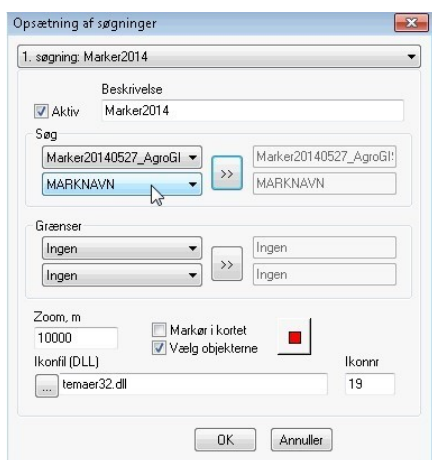 Opsætning af søgninger
1. søgning: Marker2014
Beskrivelse
Aktiv Marker2014
Søg
Marker20140527_AgroGI >> Marker20140527_AgroGI
MARKNAVN MARKNAVN
Grænser
Ingen >> Ingen
Ingen Ingen
Zoom, m
10000 Markør i kortet
Vælg objekterne
Ikonfil (DLL) Ikonnr
... temaer32.dll 19
OK Annuller